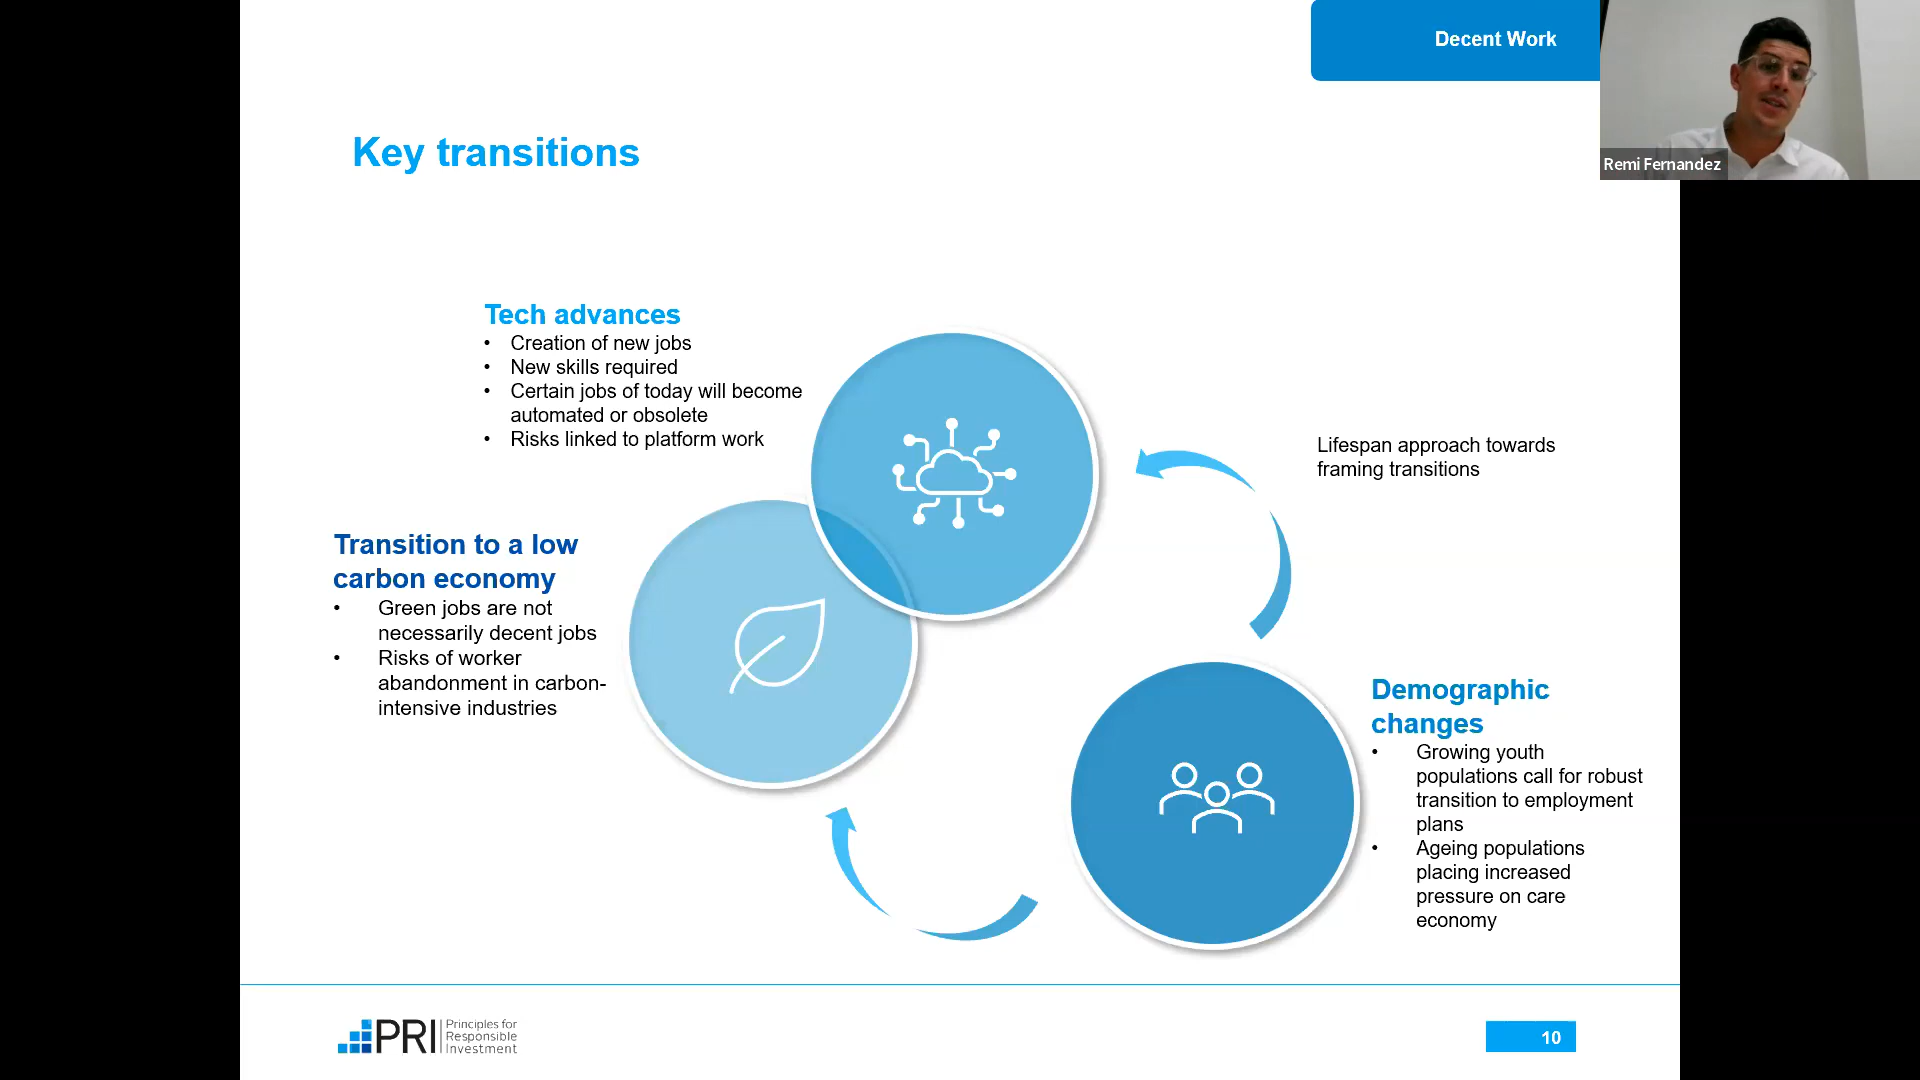 Decent Work
Remi Fernandez
Key transitions
Tech advances
• Creation of new jobs
• New skills required
• Certain jobs of today will become
automated or obsolete
• Risks linked to platform work
Lifespan approach towards
framing transitions
Transition to a low
carbon economy
• Green jobs are not
necessarily decent jobs
• Risks of worker
abandonment in carbon-
intensive industries
Demographic
changes
• Growing youth
populations call for robust
transition to employment
plans
• Ageing populations
placing increased
pressure on care
economy
PRI
Principles for
Responsible
Investment
10